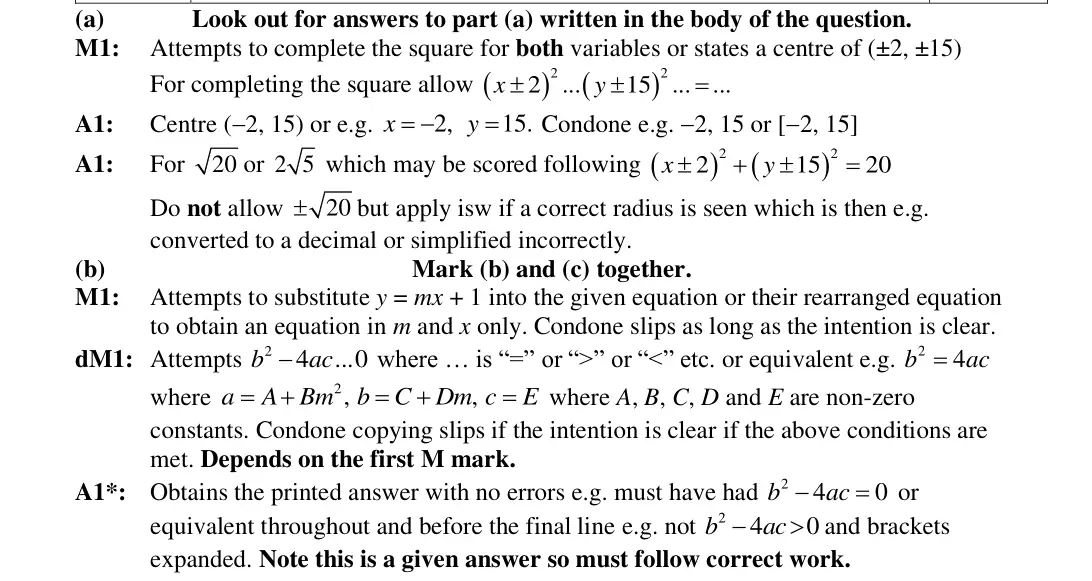 (a) Look out for answers to part (a) written in the body of the question.
M1: Attempts to complete the square for both variables or states a centre of (±2, ±15)
For completing the square allow (x ± 2)² ...(y ± 15)² ... = ...
A1: Centre (–2, 15) or e.g. x = –2, y = 15. Condone e.g. –2, 15 or [–2, 15]
A1: For √20 or 2√5 which may be scored following (x ± 2)² + (y ± 15)² = 20
Do not allow ±√20 but apply isw if a correct radius is seen which is then e.g.
converted to a decimal or simplified incorrectly.
(b) Mark (b) and (c) together.
M1: Attempts to substitute y = mx + 1 into the given equation or their rearranged equation
to obtain an equation in m and x only. Condone slips as long as the intention is clear.
dM1: Attempts b² – 4ac...0 where … is “=” or “>” or “<” etc. or equivalent e.g. b² = 4ac
where a = A + Bm², b = C + Dm, c = E where A, B, C, D and E are non-zero
constants. Condone copying slips if the intention is clear if the above conditions are
met. Depends on the first M mark.
A1*: Obtains the printed answer with no errors e.g. must have had b² – 4ac = 0 or
equivalent throughout and before the final line e.g. not b² – 4ac > 0 and brackets
expanded. Note this is a given answer so must follow correct work.